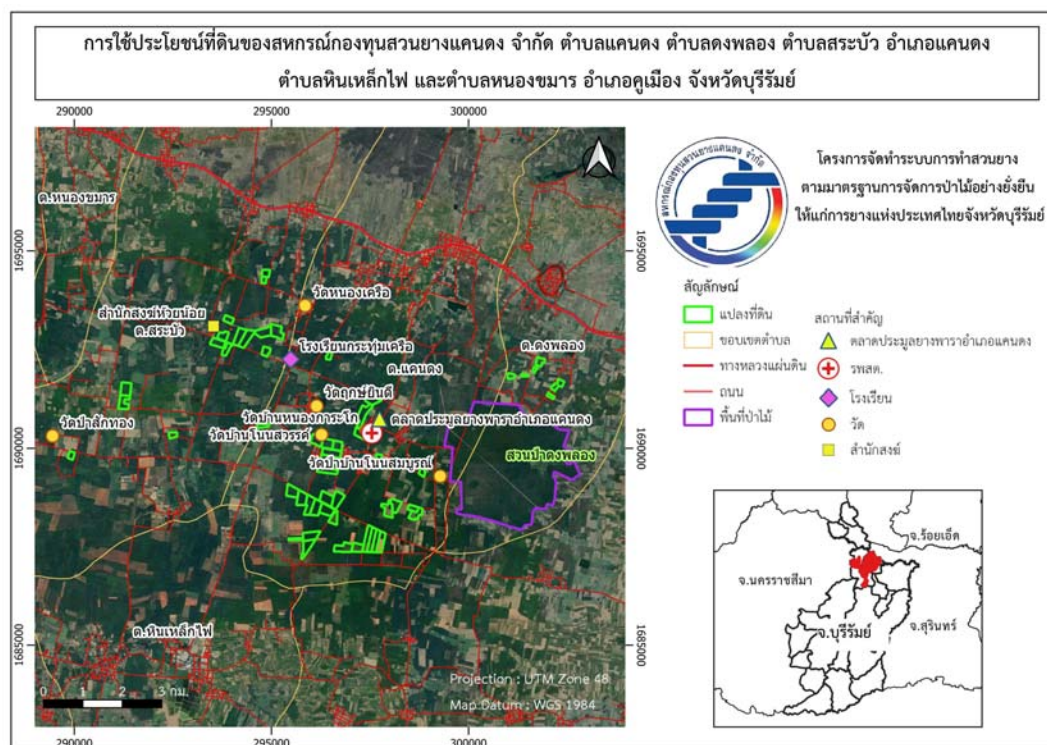 การใช้ประโยชน์ที่ดินของสหกรณ์กองทุนสวนยางแคนดง จำกัด ตำบลแคนดง ตำบลดงพลอง ตำบลสระบัว อำเภอแคนดง
ตำบลหินเหล็กไฟ และตำบลหนองขมาร อำเภอคูเมือง จังหวัดบุรีรัมย์
290000
295000
300000
ต.หนองขมาร
1695000
1695000
วัดหนองเครือ
สำนักสงฆ์ห้วยน้อย
ต.สระบัว
โรงเรียนกระทุ่มเครือ
ต.แคนดง
ต.ดงพลอง
วัดฤกษ์ยินดี
วัดบ้านหนองการะโก
ตลาดประมูลยางพาราอำเภอแคนดง
วัดป่าสักทอง
วัดบ้านโนนสวรรค์
1690000
1690000
วัดป่าบ้านโนนสมบูรณ์
สวนป่าดงพลอง
ต.หินเหล็กไฟ
1685000
1685000
0 1 2 3 กม.
Projection : UTM Zone 48
Map Datum : WGS 1984
290000
295000
300000
สหกรณ์กองทุนสวนยางแคนดง จำกัด
โครงการจัดทำระบบการทำสวนยาง
ตามมาตรฐานการจัดการป่าไม้อย่างยั่งยืน
ให้แก่การยางแห่งประเทศไทยจังหวัดบุรีรัมย์
สัญลักษณ์
แปลงที่ดิน
ขอบเขตตำบล
ทางหลวงแผ่นดิน
ถนน
พื้นที่ป่าไม้
สถานที่สำคัญ
ตลาดประมูลยางพาราอำเภอแคนดง
รพสต.
โรงเรียน
วัด
สำนักสงฆ์
จ.ร้อยเอ็ด
จ.นครราชสีมา
จ.บุรีรัมย์
จ.สุรินทร์